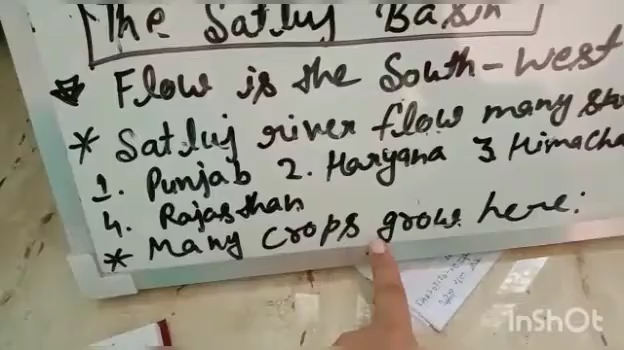 The Satluj Basin
Flow is the South-West
* Satluj river flow many
1. Punjab 2. Haryana 3 Himacha
4. Rajasthan
* Many crops grow here:
InShOt